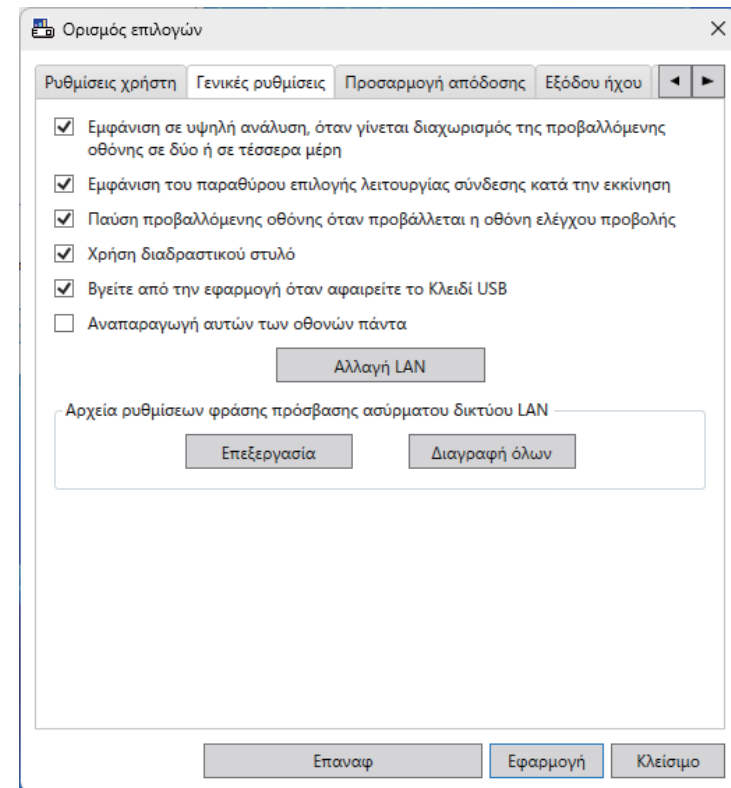 Ορισμός επιλογών
Ρυθμίσεις χρήστη Γενικές ρυθμίσεις Προσαρμογή απόδοσης Εξόδου ήχου
Εμφάνιση σε υψηλή ανάλυση, όταν γίνεται διαχωρισμός της προβαλλόμενης
οθόνης σε δύο ή σε τέσσερα μέρη
Εμφάνιση του παραθύρου επιλογής λειτουργίας σύνδεσης κατά την εκκίνηση
Παύση προβαλλόμενης οθόνης όταν προβάλλεται η οθόνη ελέγχου προβολής
Χρήση διαδραστικού στυλό
Βγείτε από την εφαρμογή όταν αφαιρείτε το Κλειδί USB
Αναπαραγωγή αυτών των οθονών πάντα
Αλλαγή LAN
Αρχεία ρυθμίσεων φράσης πρόσβασης ασύρματου δικτύου LAN
Επεξεργασία Διαγραφή όλων
Επαναφ Εφαρμογή Κλείσιμο